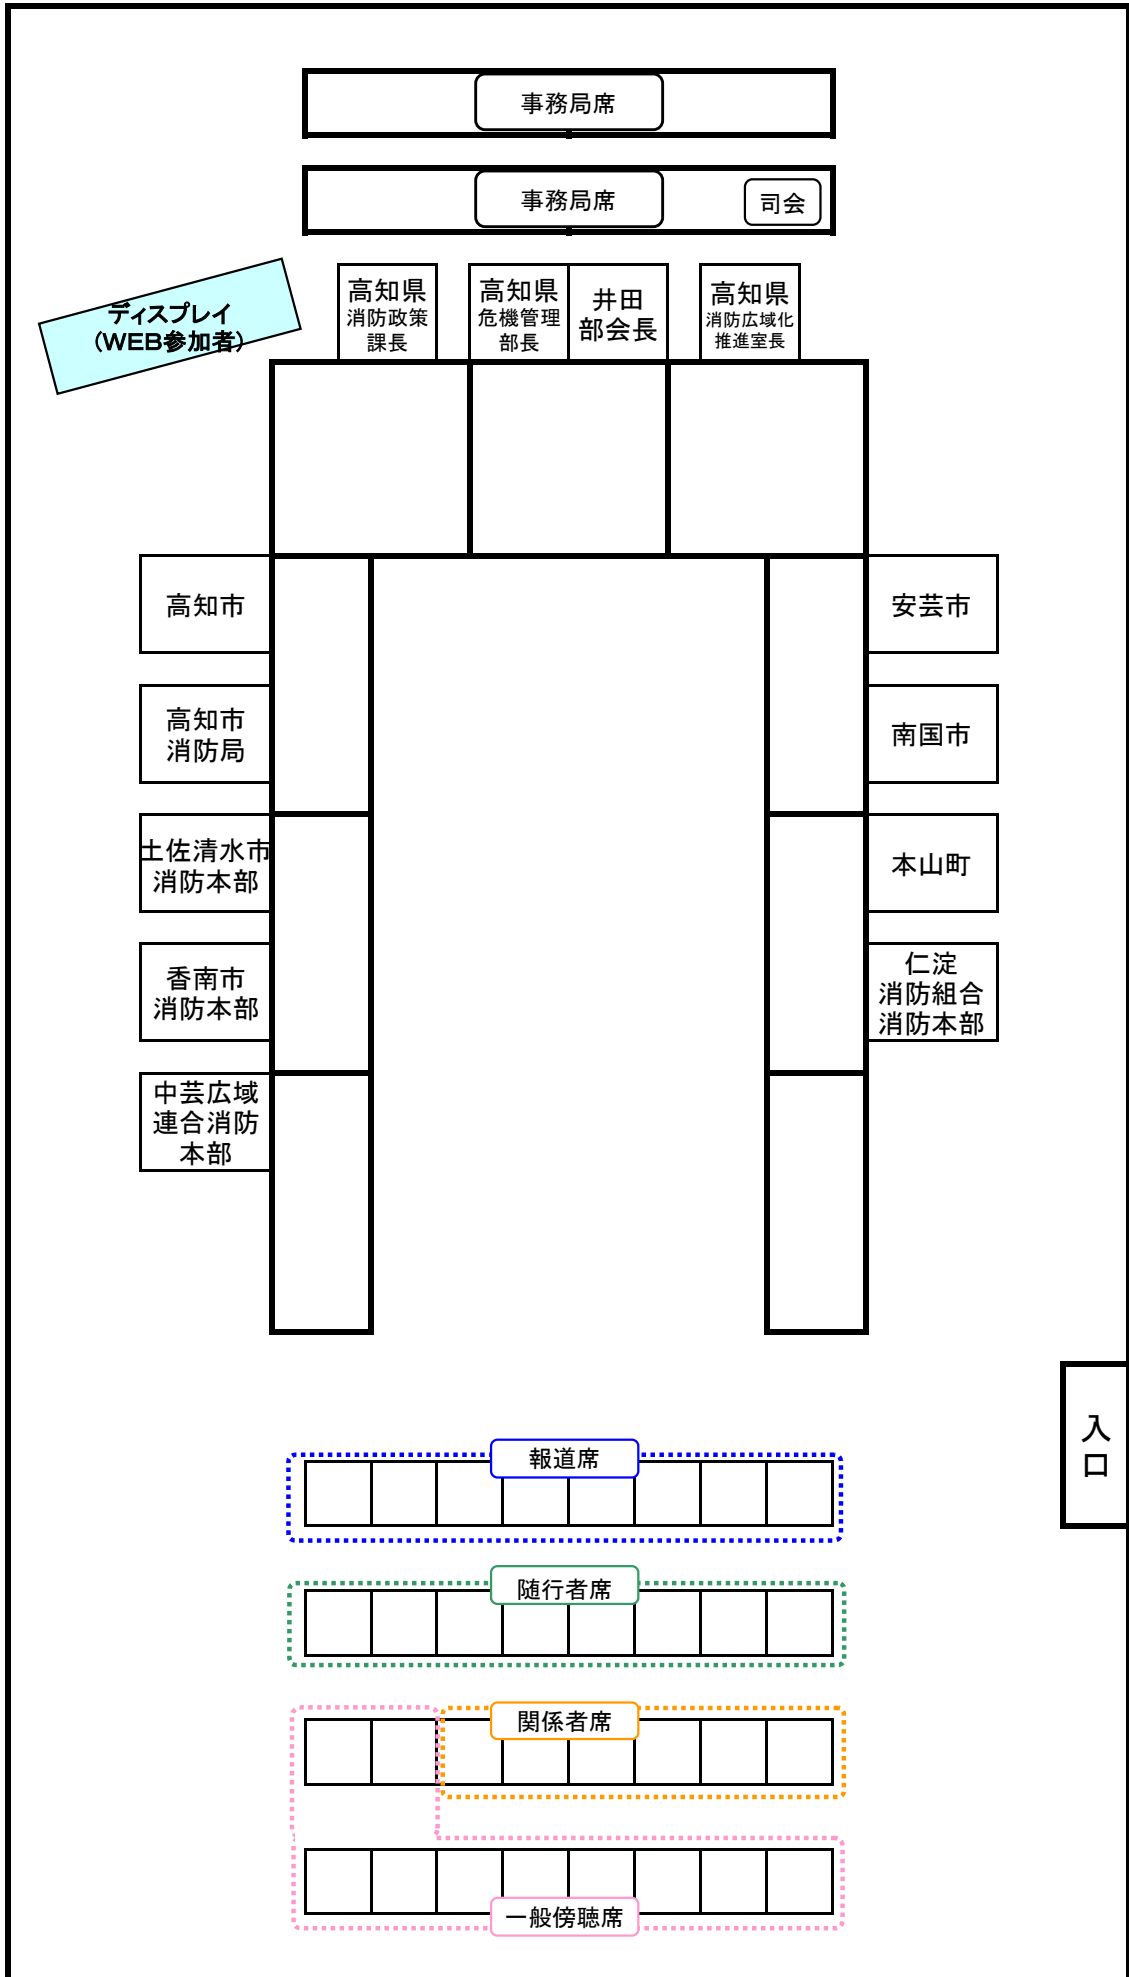 事務局席
事務局席
司会
ディスプレイ
(WEB参加者)
高知県
消防政策
課長
高知県
危機管理
部長
井田
部会長
高知県
消防広域化
推進室長
高知市
安芸市
高知市
消防局
南国市
土佐清水市
消防本部
本山町
香南市
消防本部
仁淀
消防組合
消防本部
中芸広域
連合消防
本部
入
口
報道席
随行者席
関係者席
一般傍聴席